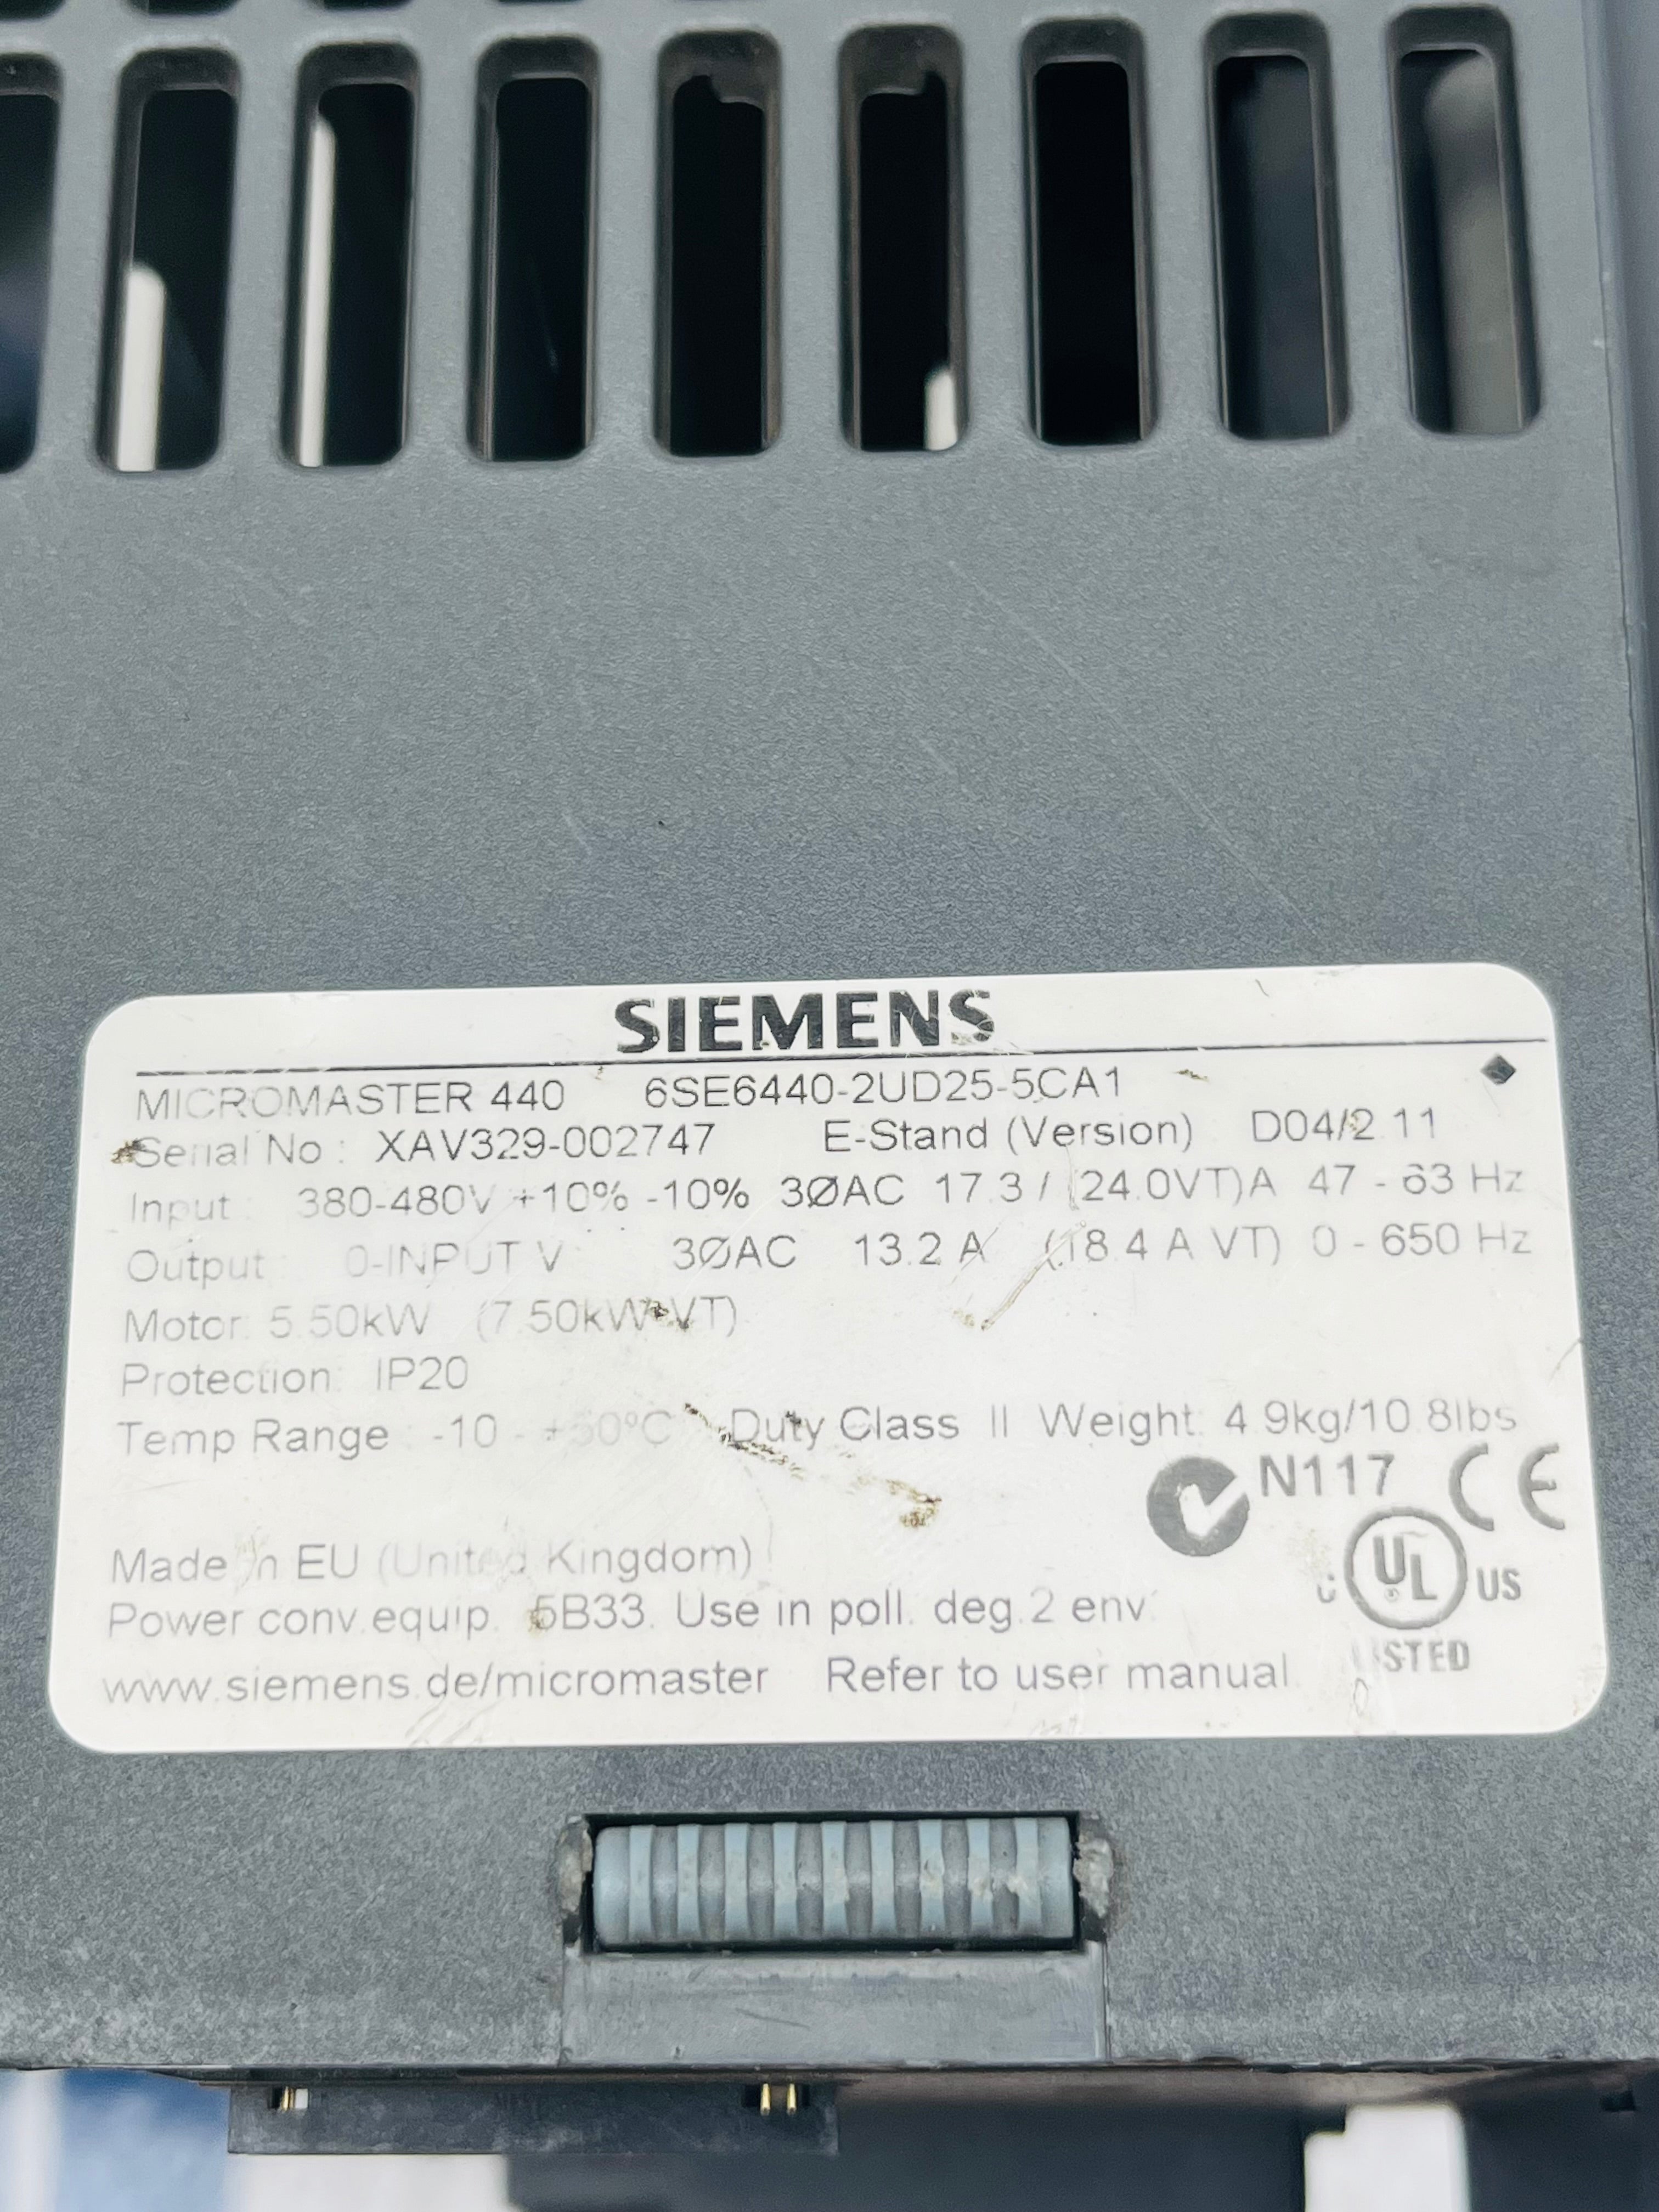 SIEMENS
MICROMASTER 440 6SE6440-2UD25-5CA1
Serial No: XAV329-002747 E-Stand (Version) D04/2.11
Input: 380-480V +10% -10% 3ØAC 17.3 / (24.0VT)A 47 - 63 Hz
Output: 0-INPUT V 3ØAC 13.2 A (18.4 A VT) 0 - 650 Hz
Motor: 5.50kW (7.50kW VT)
Protection: IP20
Temp Range: -10 - +50ºC Duty Class II Weight: 4.9kg/10.8lbs
N117 CE
Made in EU (United Kingdom)
c UL US
Power conv.equip. 5B33. Use in poll. deg.2 env.
LISTED
www.siemens.de/micromaster Refer to user manual